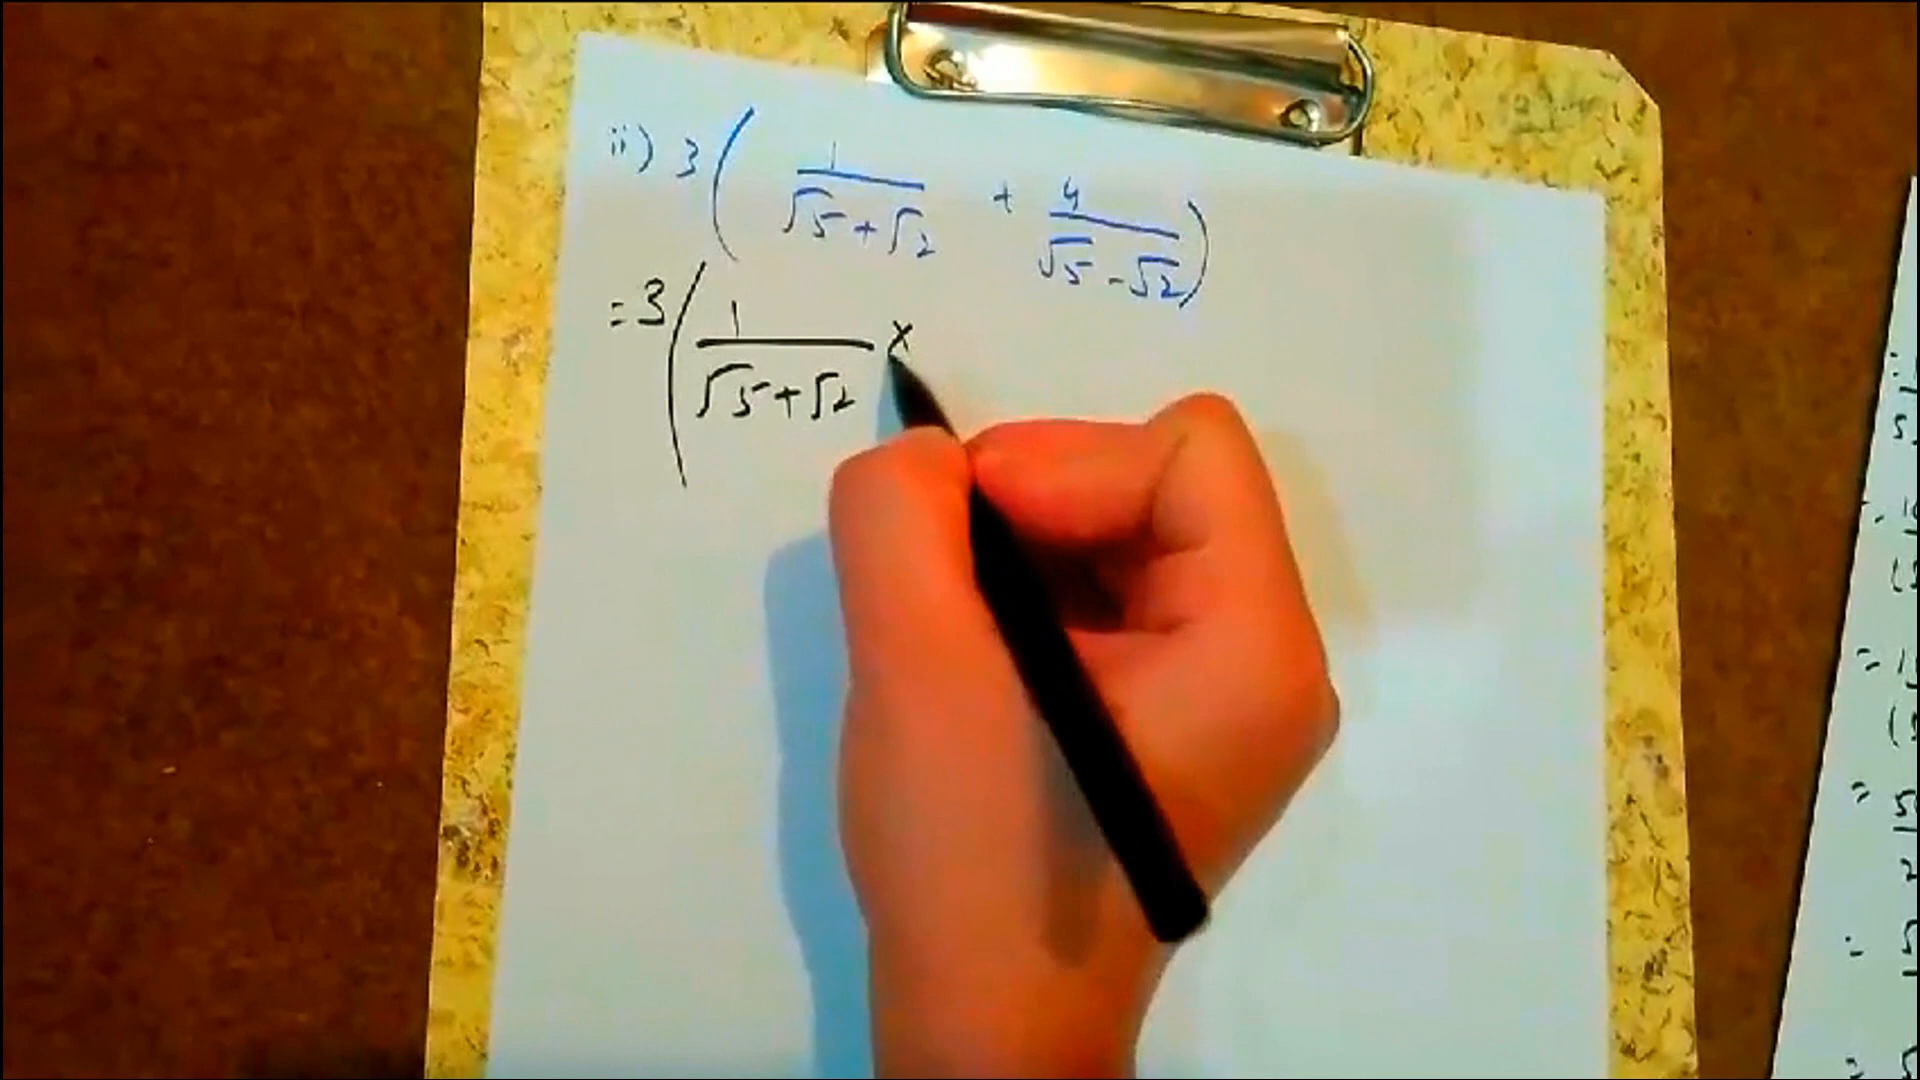 ii) 3 ( 1/(√5+√2) + 4/(√5-√2) )
= 3 ( 1/(√5+√2) ×